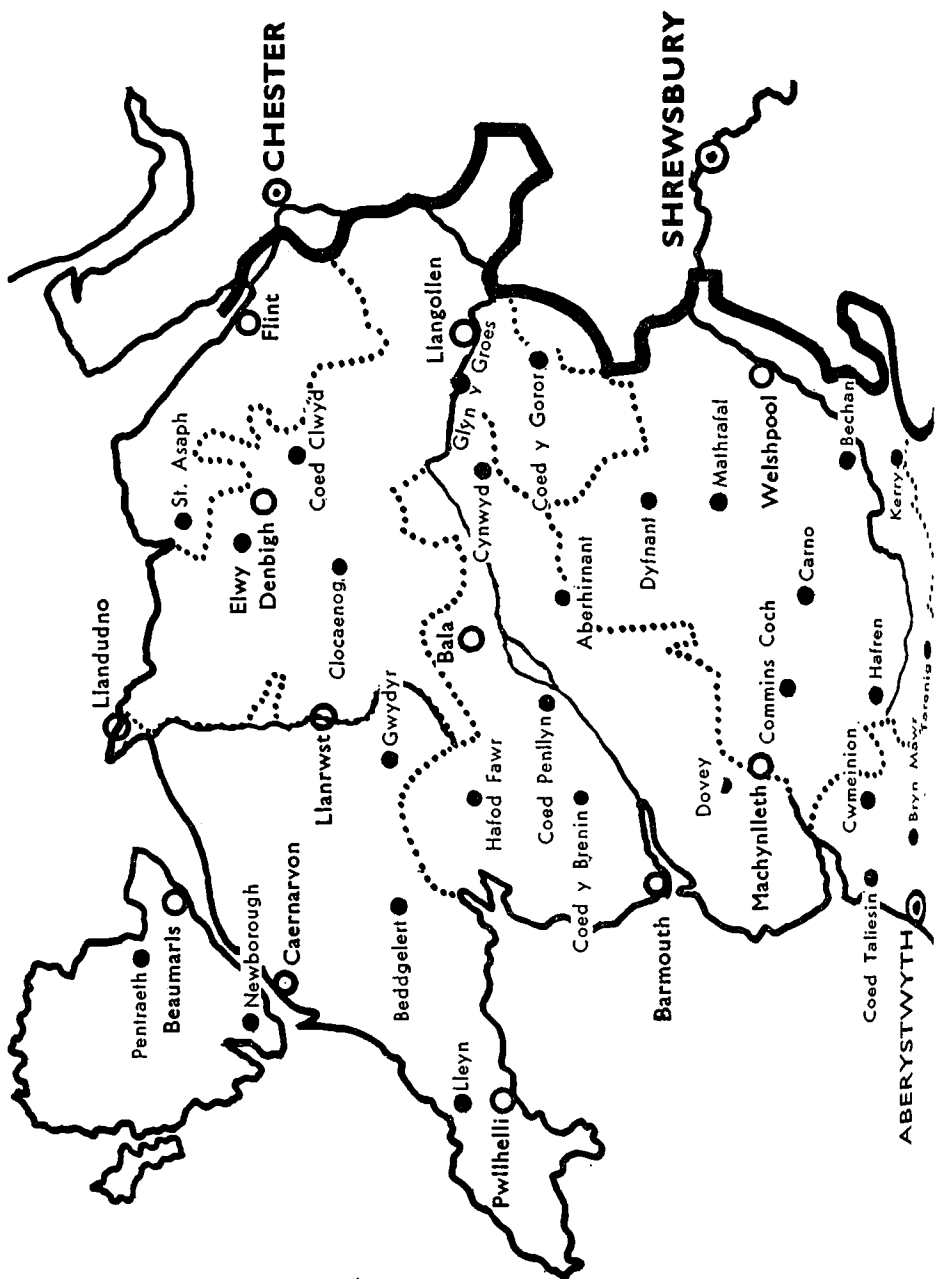 CHESTER
Flint
St. Asaph
Coed Clwyd
Elwy
Denbigh
Clocaenog
Llandudno
Llanrwst
Gwydyr
Pentraeth
Beaumaris
Newborough
Caernarvon
Beddgelert
Lleyn
Pwllhelli
Llangollen
Glyn y Groes
Coed y Goror
Cynwyd
Bala
Aberhirnant
Hafod Fawr
Coed Penllyn
Coed y Brenin
Barmouth
SHREWSBURY
Welshpool
Mathrafal
Dyfnant
Bechan
Kerry
Carno
Commins Coch
Dovey
Machynlleth
Hafren
Cwmeinion
Tarenig
Bryn Mawr
Coed Taliesin
ABERYSTWYTH